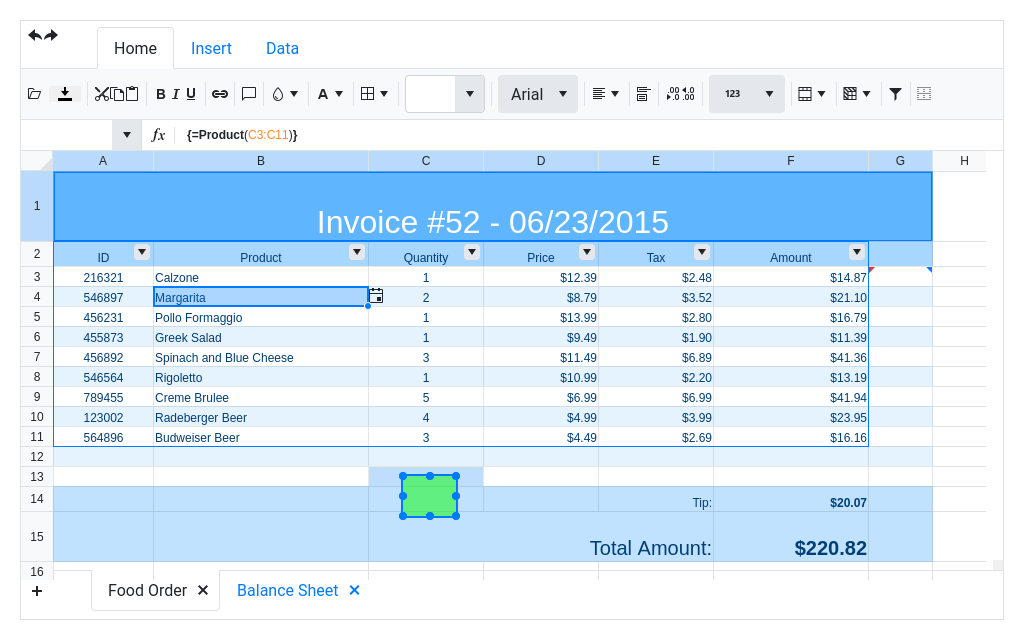 Home Insert Data
B I U A Arial .00 .0 .0 .00 123
fx {=Product(C3:C11)}
A B C D E F G H
1 Invoice #52 - 06/23/2015
2 ID Product Quantity Price Tax Amount
3 216321 Calzone 1 $12.39 $2.48 $14.87
4 546897 Margarita 2 $8.79 $3.52 $21.10
5 456231 Pollo Formaggio 1 $13.99 $2.80 $16.79
6 455873 Greek Salad 1 $9.49 $1.90 $11.39
7 456892 Spinach and Blue Cheese 3 $11.49 $6.89 $41.36
8 546564 Rigoletto 1 $10.99 $2.20 $13.19
9 789455 Creme Brulee 5 $6.99 $6.99 $41.94
10 123002 Radeberger Beer 4 $4.99 $3.99 $23.95
11 564896 Budweiser Beer 3 $4.49 $2.69 $16.16
12
13
14 Tip: $20.07
15 Total Amount: $220.82
16
Food Order Balance Sheet